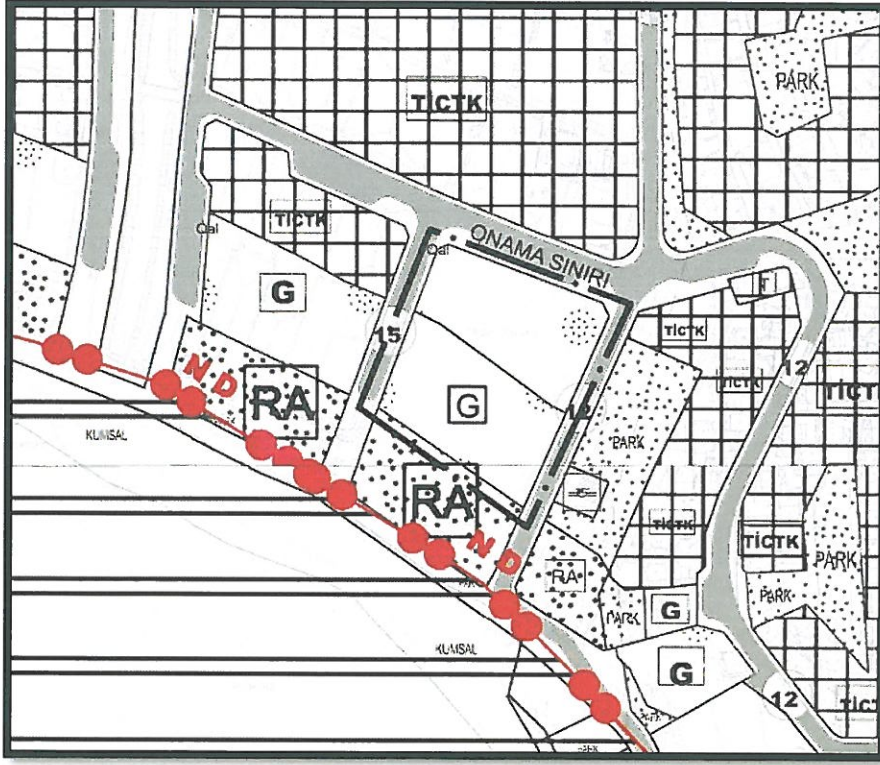 PARK
TİCTK
TİCTK
Qal
Qal
ONAMA SINIRI
G
T
15
TİCTK
N D
12
RA
TİCTK
TİCT
G
KUMSAL
PARK
RA
TİCTK
TİCTK
N D
PARK
RA
PARK
PARK
G
KUMSAL
G
12
TİC
PARK
PARK